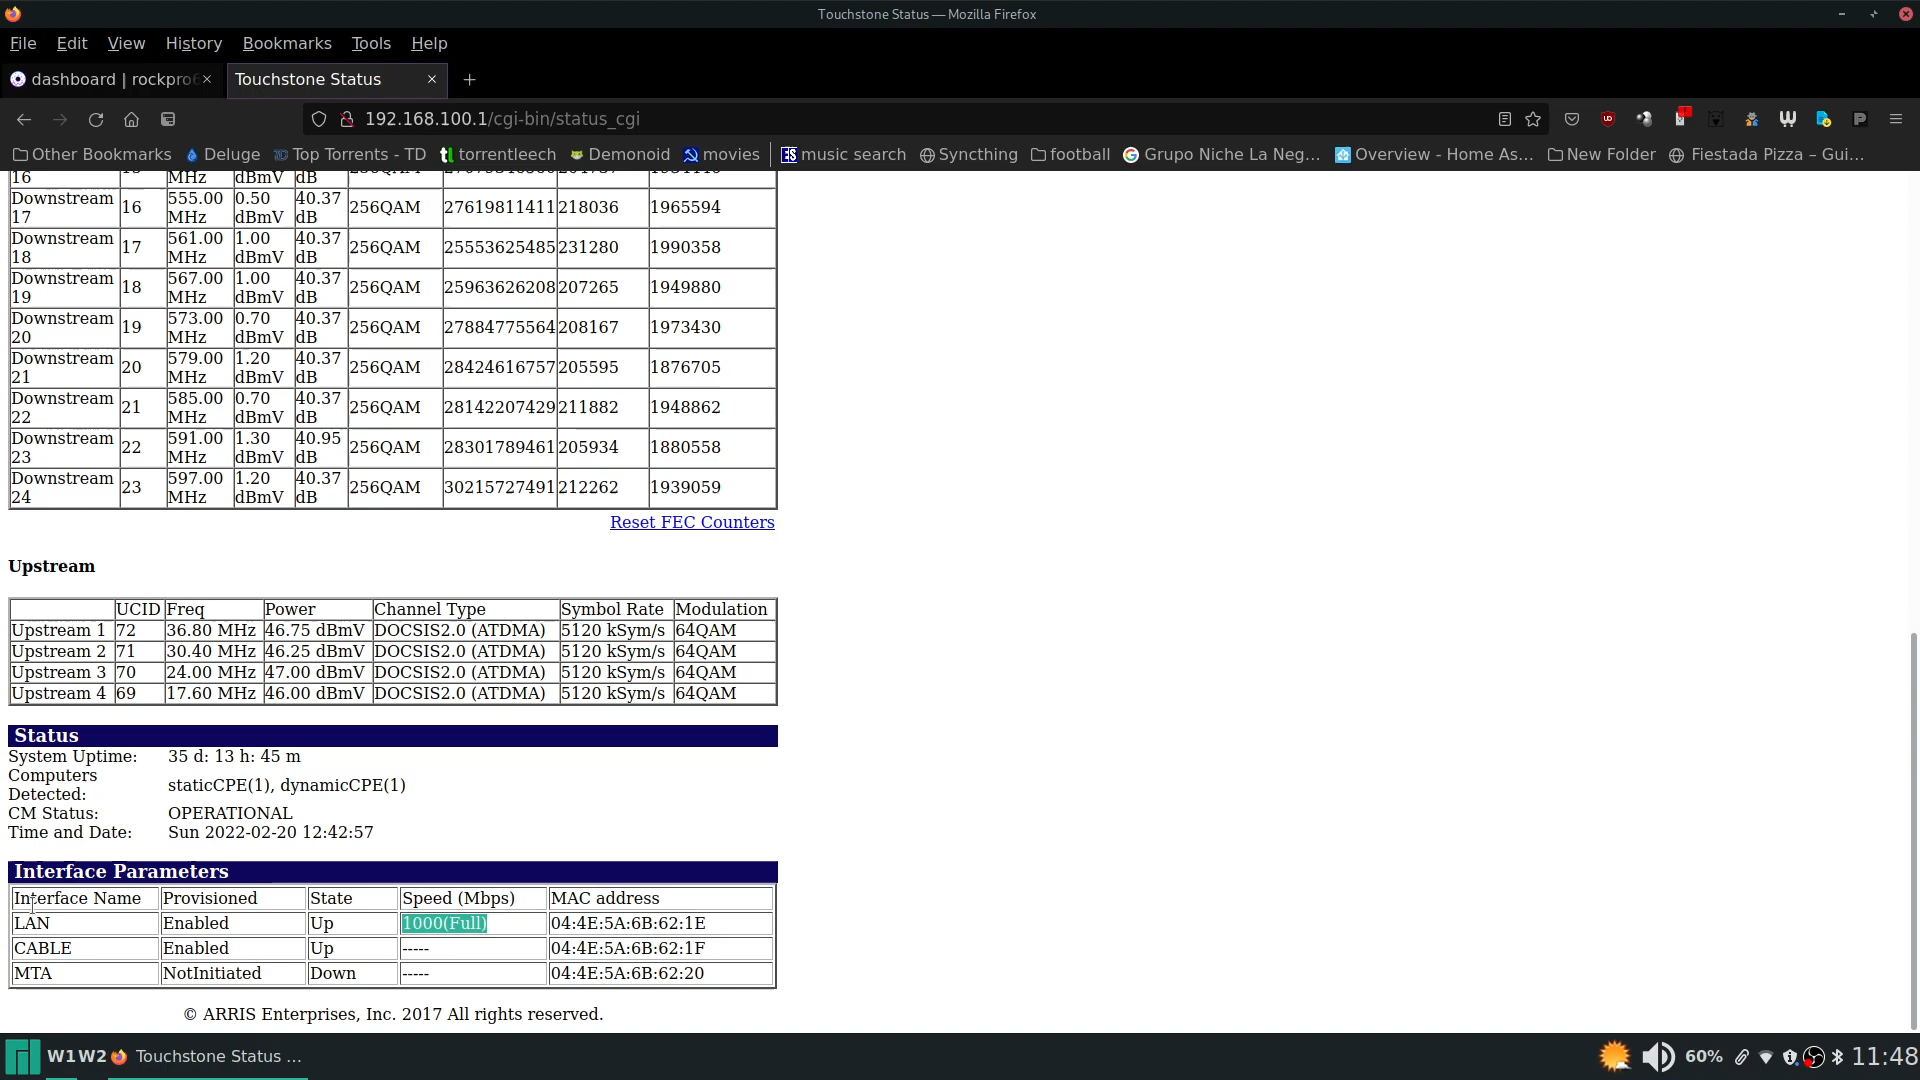 Touchstone Status — Mozilla Firefox
File Edit View History Bookmarks Tools Help
dashboard | rockpro6 Touchstone Status
192.168.100.1/cgi-bin/status_cgi
Other Bookmarks Deluge Top Torrents - TD torrentleech Demonoid movies music search Syncthing football Grupo Niche La Neg... Overview - Home As... New Folder Fiestada Pizza – Gui...
16 MHz dBmV dB
Downstream 17 16 555.00 MHz 0.50 dBmV 40.37 dB 256QAM 27619811411 218036 1965594
Downstream 18 17 561.00 MHz 1.00 dBmV 40.37 dB 256QAM 25553625485 231280 1990358
Downstream 19 18 567.00 MHz 1.00 dBmV 40.37 dB 256QAM 25963626208 207265 1949880
Downstream 20 19 573.00 MHz 0.70 dBmV 40.37 dB 256QAM 27884775564 208167 1973430
Downstream 21 20 579.00 MHz 1.20 dBmV 40.37 dB 256QAM 28424616757 205595 1876705
Downstream 22 21 585.00 MHz 0.70 dBmV 40.37 dB 256QAM 28142207429 211882 1948862
Downstream 23 22 591.00 MHz 1.30 dBmV 40.95 dB 256QAM 28301789461 205934 1880558
Downstream 24 23 597.00 MHz 1.20 dBmV 40.37 dB 256QAM 30215727491 212262 1939059
Reset FEC Counters
Upstream
UCID Freq Power Channel Type Symbol Rate Modulation
Upstream 1 72 36.80 MHz 46.75 dBmV DOCSIS2.0 (ATDMA) 5120 kSym/s 64QAM
Upstream 2 71 30.40 MHz 46.25 dBmV DOCSIS2.0 (ATDMA) 5120 kSym/s 64QAM
Upstream 3 70 24.00 MHz 47.00 dBmV DOCSIS2.0 (ATDMA) 5120 kSym/s 64QAM
Upstream 4 69 17.60 MHz 46.00 dBmV DOCSIS2.0 (ATDMA) 5120 kSym/s 64QAM
Status
System Uptime: 35 d: 13 h: 45 m
Computers Detected: staticCPE(1), dynamicCPE(1)
CM Status: OPERATIONAL
Time and Date: Sun 2022-02-20 12:42:57
Interface Parameters
Interface Name Provisioned State Speed (Mbps) MAC address
LAN Enabled Up 1000(Full) 04:4E:5A:6B:62:1E
CABLE Enabled Up ----- 04:4E:5A:6B:62:1F
MTA NotInitiated Down ----- 04:4E:5A:6B:62:20
© ARRIS Enterprises, Inc. 2017 All rights reserved.
W1 W2 Touchstone Status ... 60% 11:48